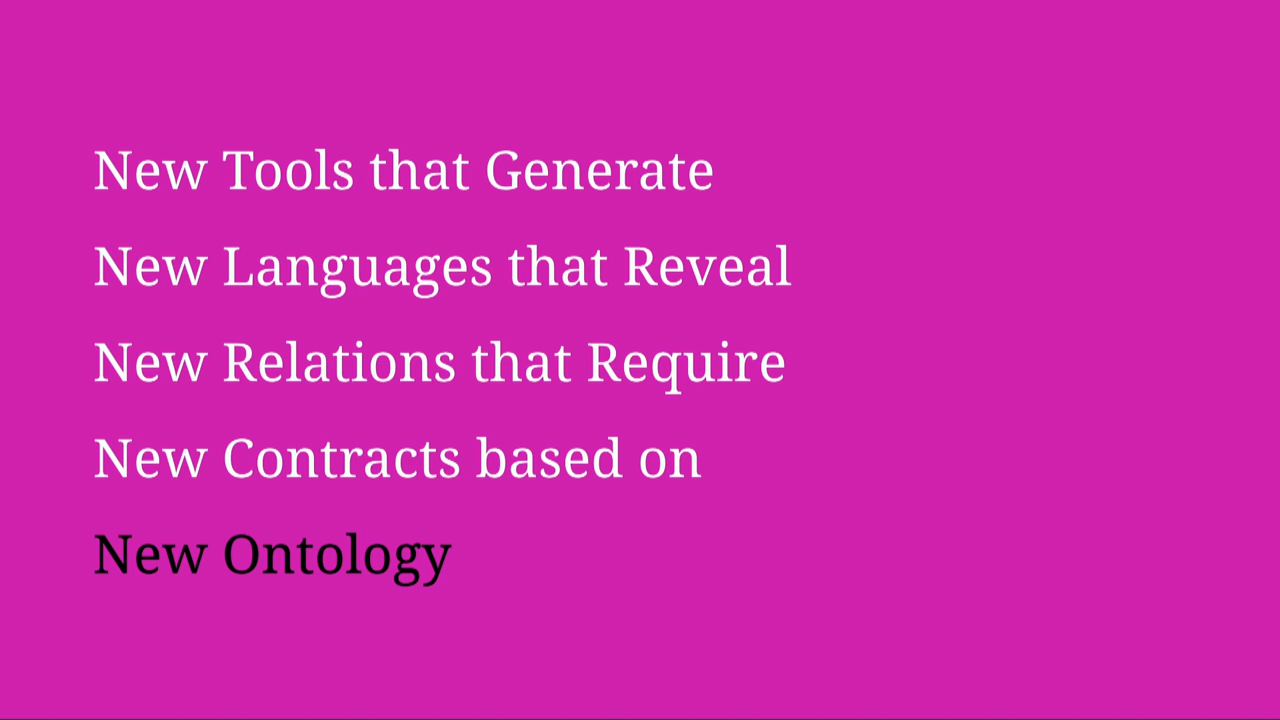 New Tools that Generate
New Languages that Reveal
New Relations that Require
New Contracts based on
New Ontology